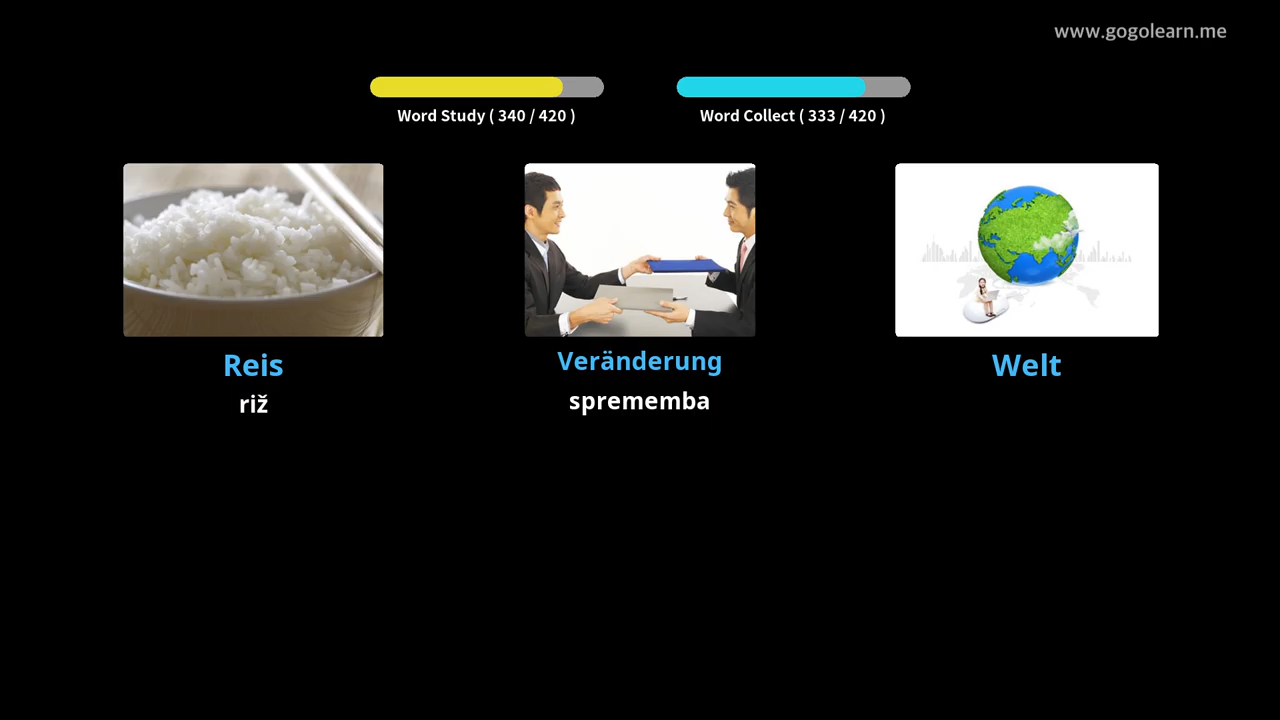 www.gogolearn.me
Word Study ( 340 / 420 )
Word Collect ( 333 / 420 )
Reis
Veränderung
Welt
riž
sprememba